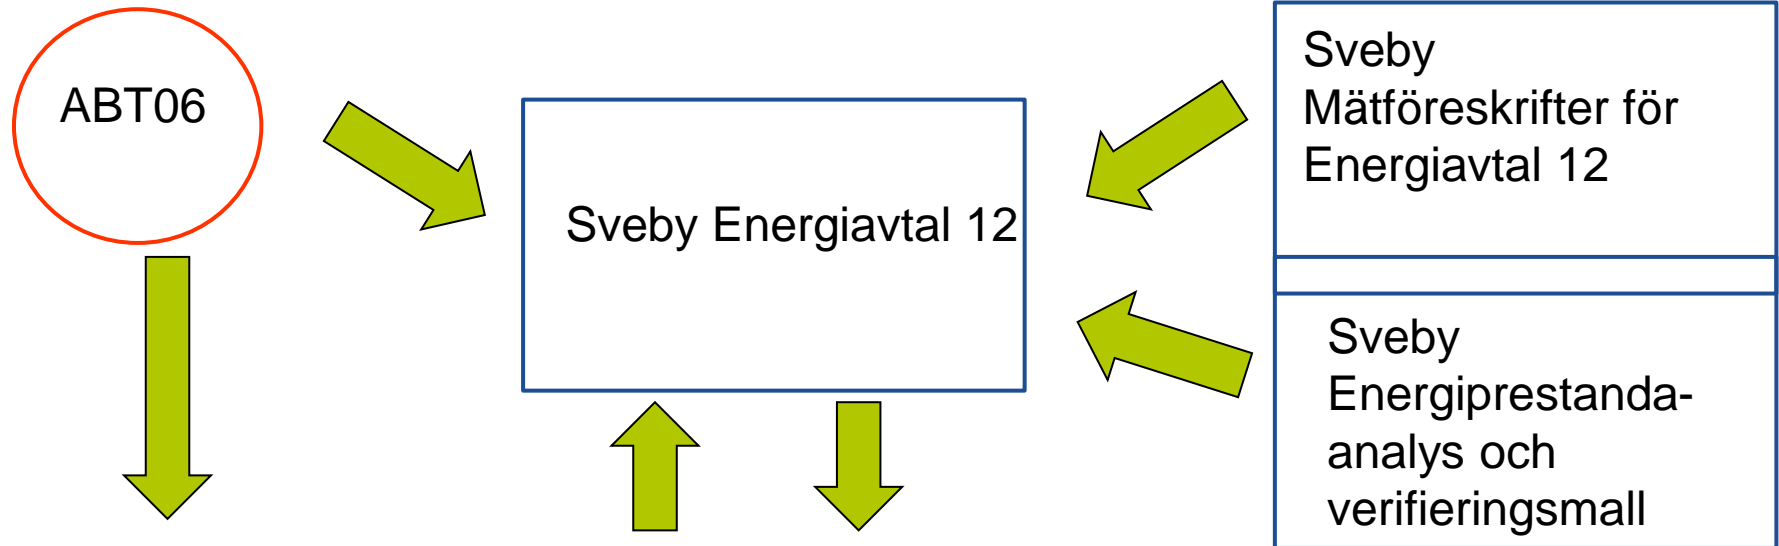 ABT06
Sveby Energiavtal 12
Sveby
Mätföreskrifter för
Energiavtal 12
Sveby
Energiprestanda-
analys och
verifieringsmall